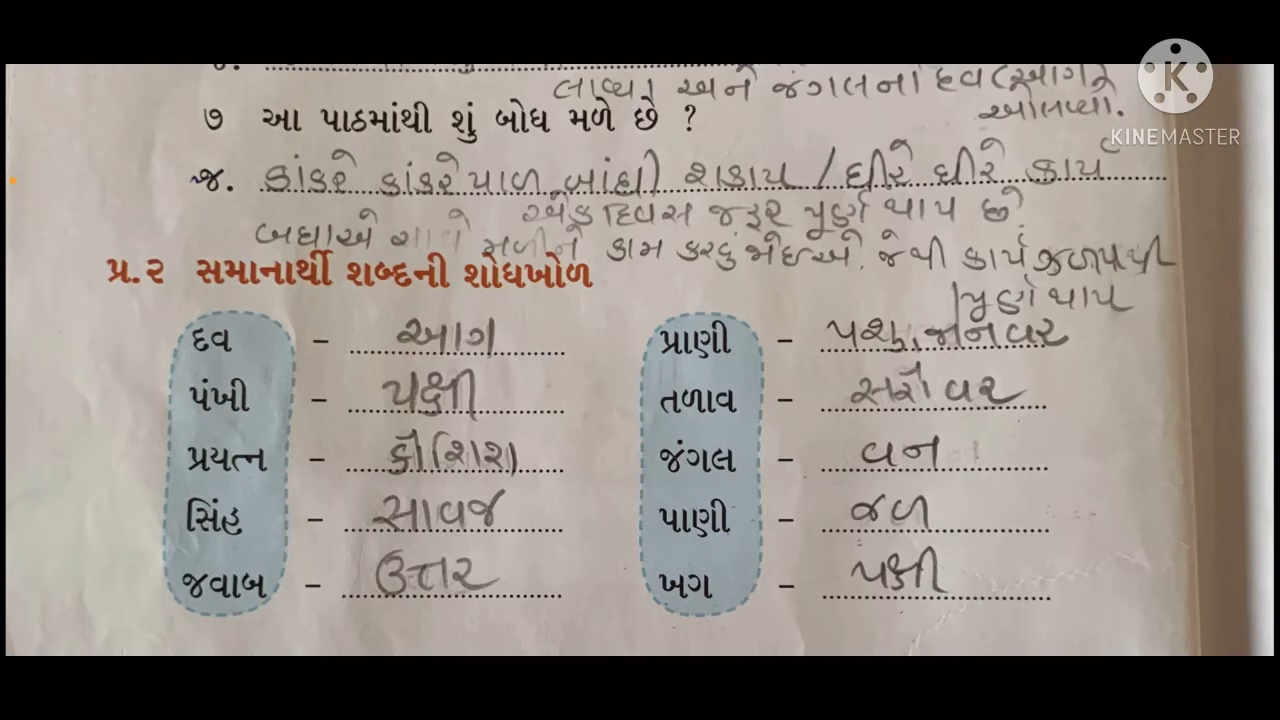 લાવ્યા અને જંગલના દવ (આગ)ને
ઓલવ્યો.
૭ આ પાઠમાંથી શું બોધ મળે છે ?
જ. કાંકરે કાંકરે પાળ બાંધી શકાય / ધીરે ધીરે કાર્ય
એક દિવસ જરૂર પૂર્ણ થાય છે.
બધાએ સાથે મળીને કામ કરવું જોઈએ. જેથી કાર્ય ઝડપથી
પૂર્ણ થાય
પ્ર.૨ સમાનાર્થી શબ્દની શોધખોળ
દવ – આગ
પ્રાણી – પશુ, જાનવર
પંખી – પક્ષી
તળાવ – સરોવર
પ્રયત્ન – કોશિશ
જંગલ – વન
સિંહ – સાવજ
પાણી – જળ
જવાબ – ઉત્તર
ખગ – પક્ષી
K
KINEMASTER